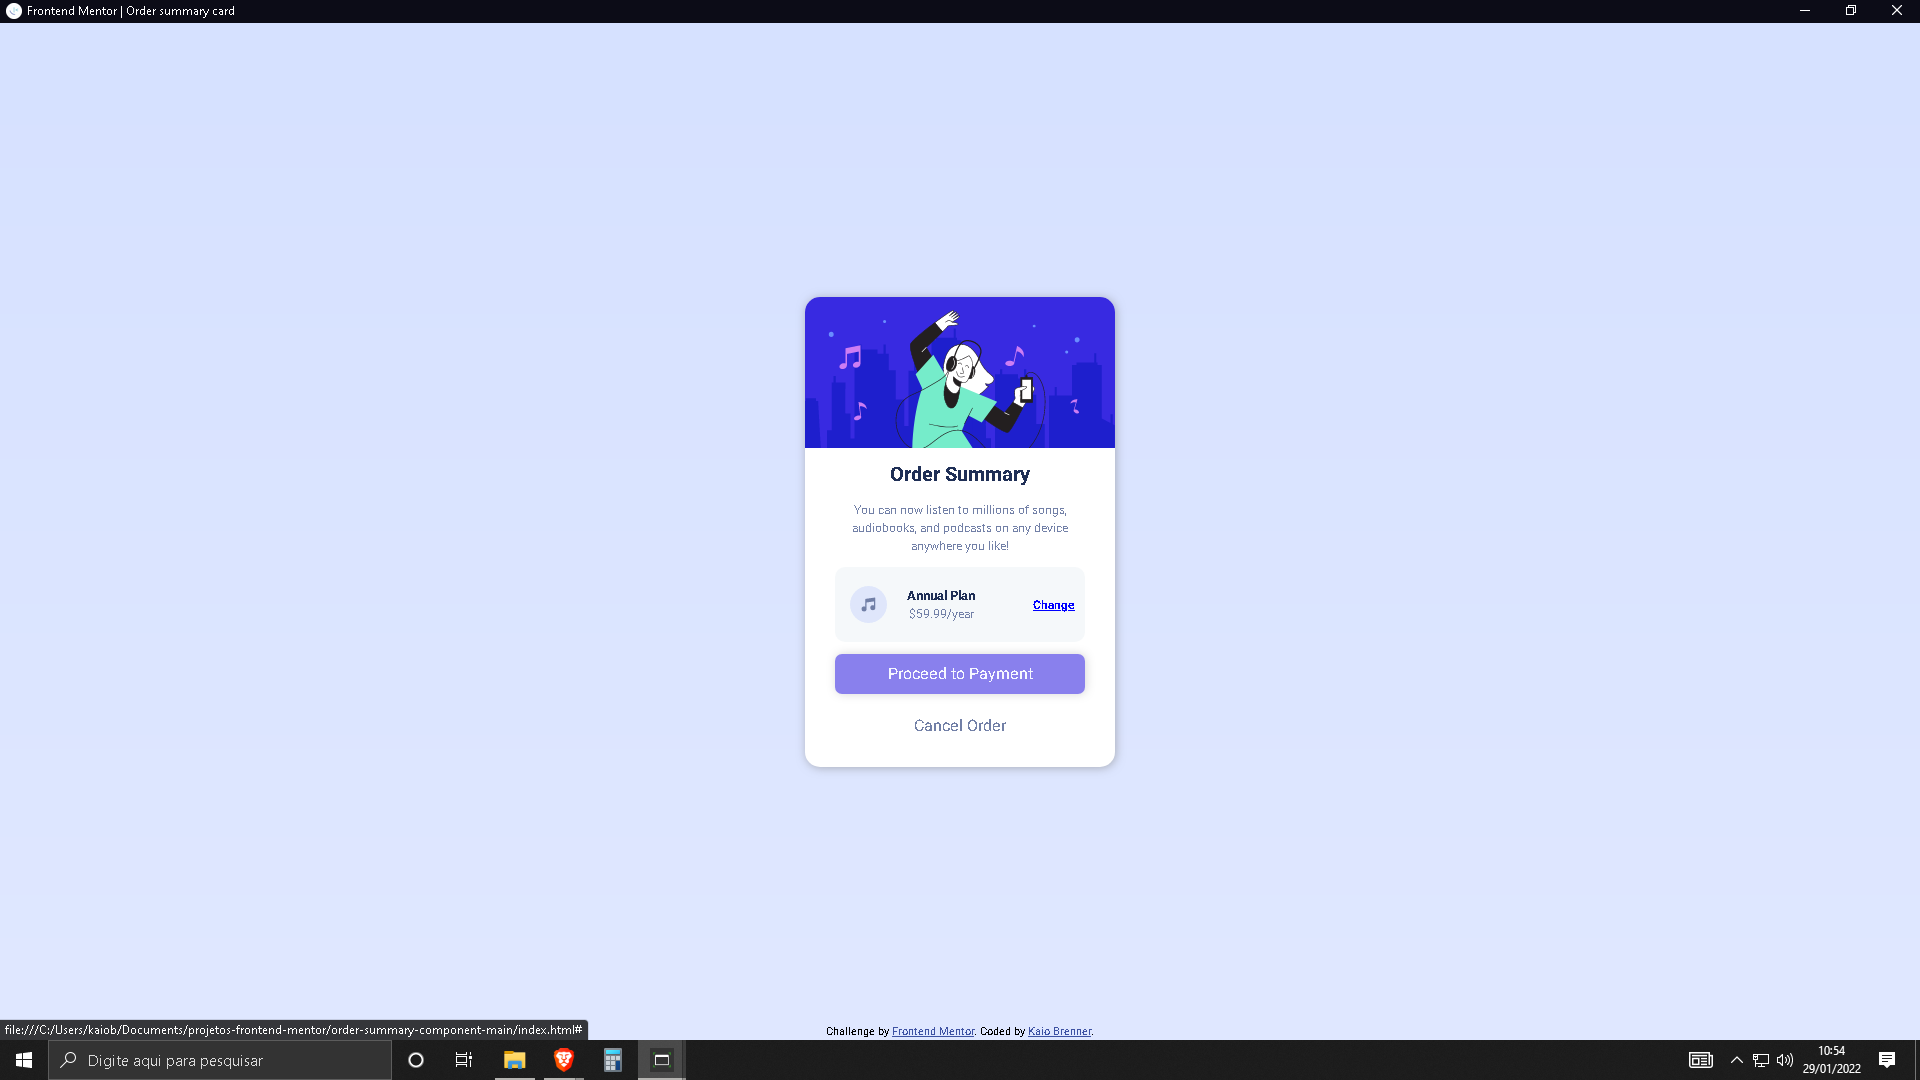 Frontend Mentor | Order summary card
Order Summary
You can now listen to millions of songs,
audiobooks, and podcasts on any device
anywhere you like!
Annual Plan
$59.99/year
Change
Proceed to Payment
Cancel Order
Challenge by Frontend Mentor. Coded by Kaio Brenner.
file:///C:/Users/kaiob/Documents/projetos-frontend-mentor/order-summary-component-main/index.html#
Digite aqui para pesquisar
10:54
29/01/2022